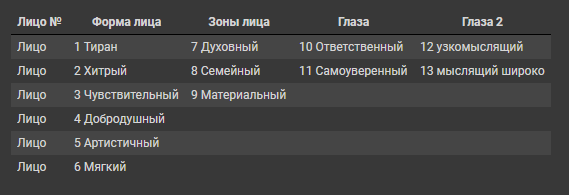 Лицо № Форма лица Зоны лица Глаза Глаза 2
Лицо 1 Тиран 7 Духовный 10 Ответственный 12 узкомыслящий
Лицо 2 Хитрый 8 Семейный 11 Самоуверенный 13 мыслящий широко
Лицо 3 Чувствительный 9 Материальный
Лицо 4 Добродушный
Лицо 5 Артистичный
Лицо 6 Мягкий